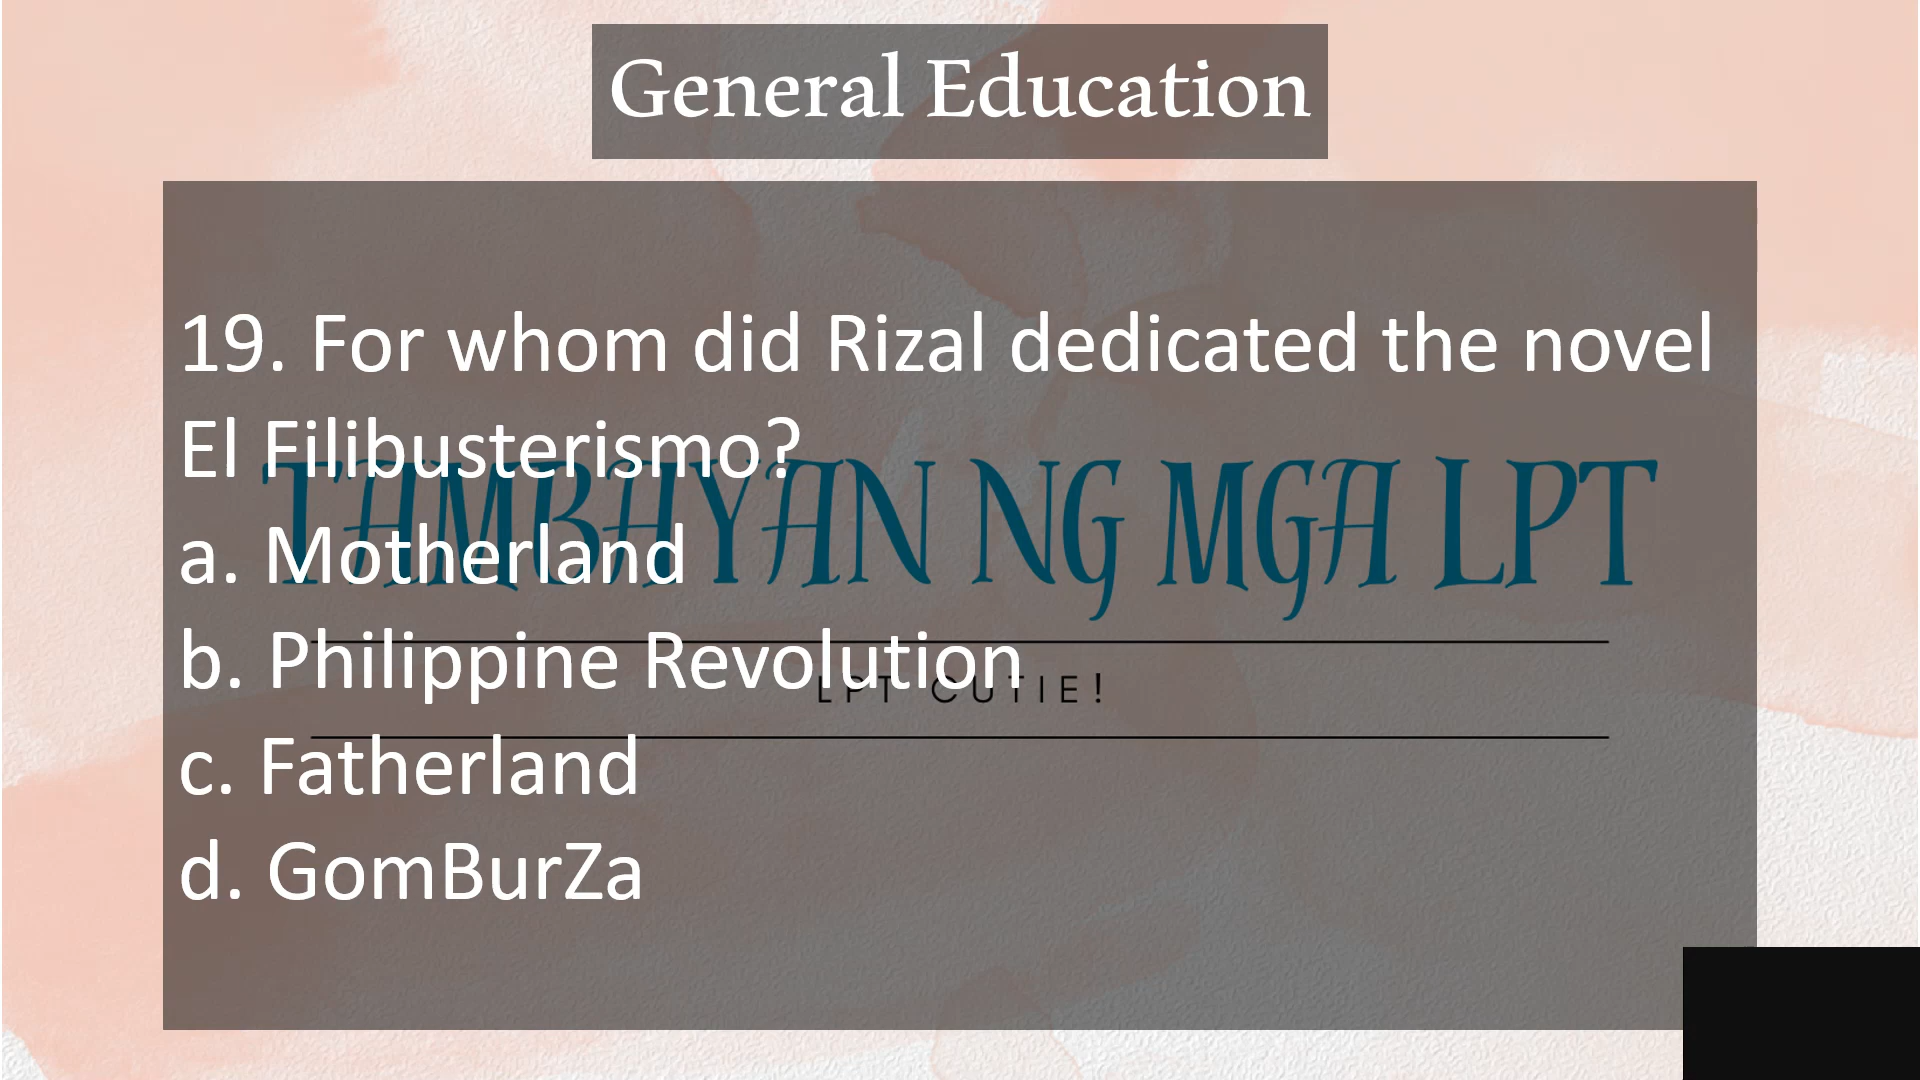 General Education
19. For whom did Rizal dedicated the novel
El Filibusterismo?
TAMBAYAN NG MGA LPT
a. Motherland
b. Philippine Revolution
LPT CUTIE!
c. Fatherland
d. GomBurZa